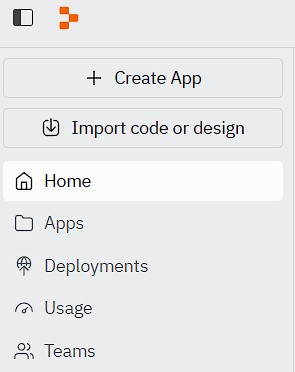 Create App
Import code or design
Home
Apps
Deployments
Usage
Teams